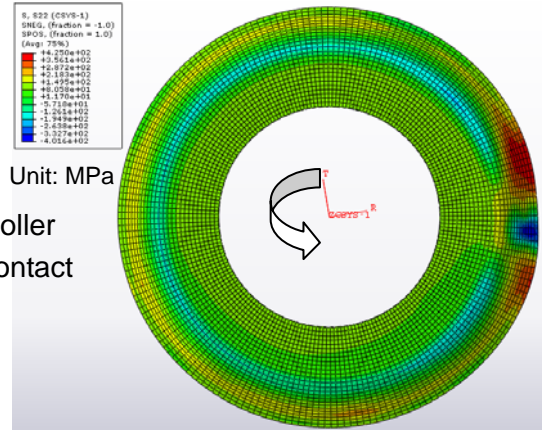 S, S22 (CSYS-1)
SNEG, (fraction = -1.0)
SPOS, (fraction = 1.0)
(Avg: 75%)
+4.250e+02
+3.561e+02
+2.872e+02
+2.183e+02
+1.495e+02
+8.058e+01
+1.170e+01
-5.718e+01
-1.261e+02
-1.949e+02
-2.638e+02
-3.327e+02
-4.016e+02
Unit: MPa
oller
ontact
T
R